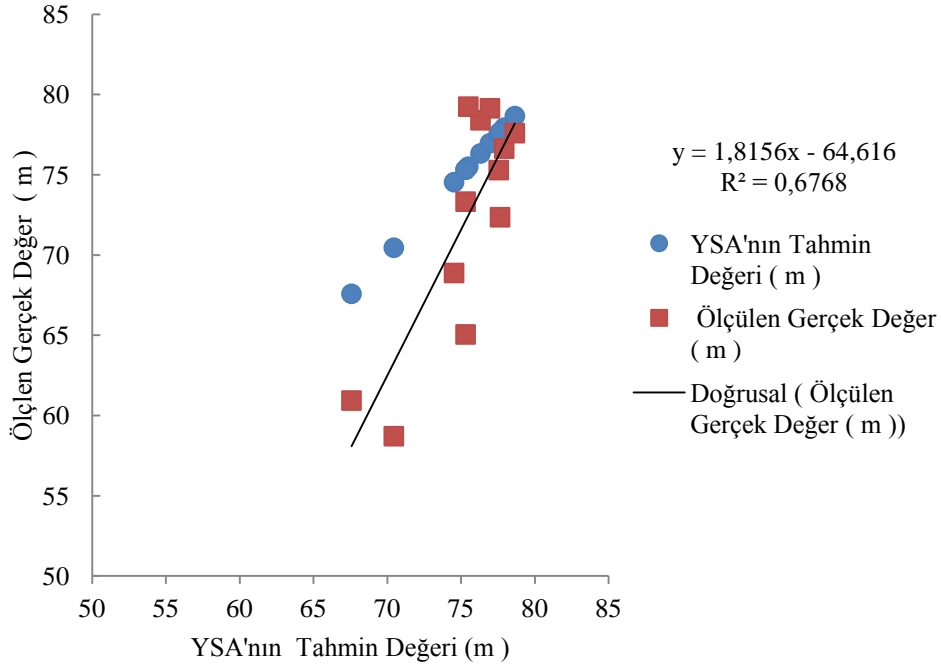 85
80
75
70
65
60
55
50
Ölçlen Gerçek Değer ( m )
50 55 60 65 70 75 80 85
YSA'nın Tahmin Değeri (m )
y = 1,8156x - 64,616
R² = 0,6768
YSA'nın Tahmin
Değeri ( m )
Ölçülen Gerçek Değer
( m )
Doğrusal ( Ölçülen
Gerçek Değer ( m ))